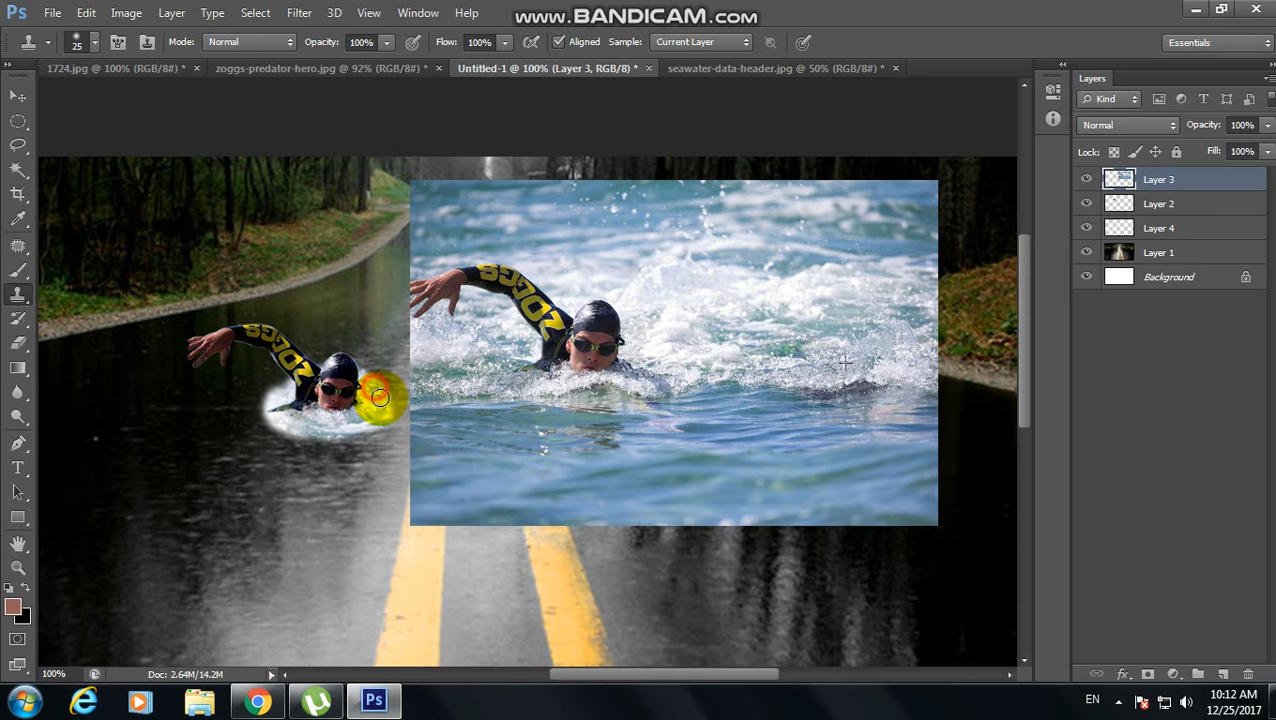 Ps File Edit Image Layer Type Select Filter 3D View Window Help
www.BANDICAM.com
25 Mode: Normal Opacity: 100% Flow: 100% Aligned Sample: Current Layer Essentials
1724.jpg @ 100% (RGB/8#) * × zoggs-predator-hero.jpg @ 92% (RGB/8#) * × Untitled-1 @ 100% (Layer 3, RGB/8) * × seawater-data-header.jpg @ 50% (RGB/8#) * ×
Layers
Kind
Normal Opacity: 100%
Lock: Fill: 100%
Layer 3
Layer 2
Layer 4
Layer 1
Background
ZOGGS
ZOGGS
100% Doc: 2.64M/14.2M
Ps EN 10:12 AM
12/25/2017